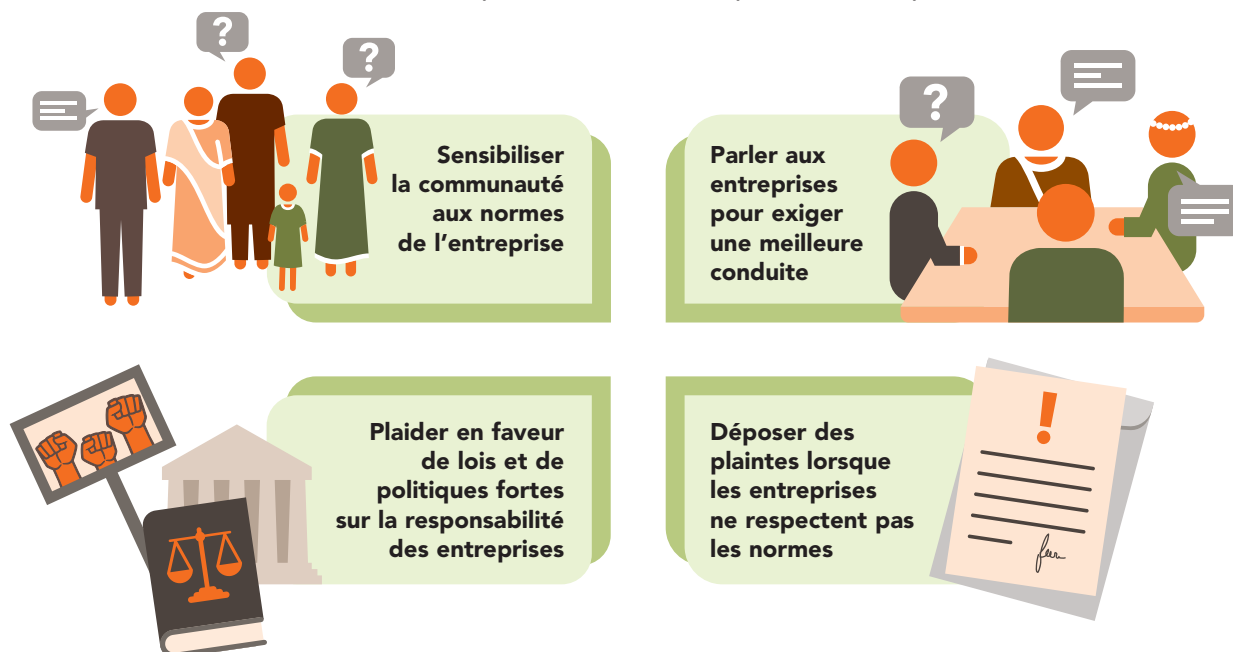 Sensibiliser
la communauté
aux normes
de l’entreprise
Parler aux
entreprises
pour exiger
une meilleure
conduite
Plaider en faveur
de lois et de
politiques fortes
sur la responsabilité
des entreprises
Déposer des
plaintes lorsque
les entreprises
ne respectent pas
les normes